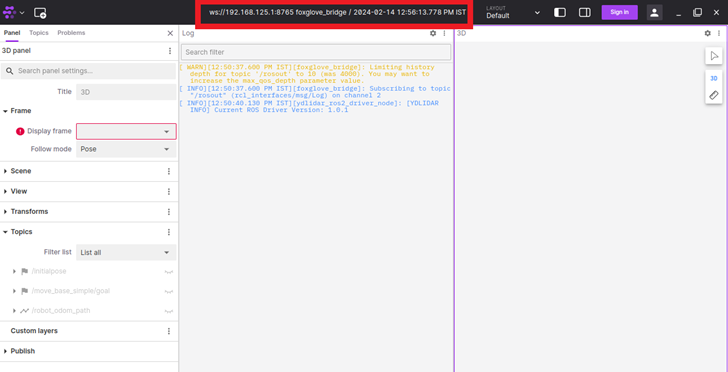 ws://192.168.125.1:8765 foxglove_bridge / 2024-02-14 12:56:13.778 PM IST
LAYOUT
Default
Sign in
Panel
Topics
Problems
3D panel
Search panel settings...
Title
3D
Frame
Display frame
Follow mode
Pose
Scene
View
Transforms
Topics
Filter list
List all
/initialpose
/move_base_simple/goal
/robot_odom_path
Custom layers
Publish
Log
Search filter
[ WARN][12:50:37.600 PM IST][foxglove_bridge]: Limiting history
depth for topic '/rosout' to 10 (was 4000). You may want to
increase the max_qos_depth parameter value.
[ INFO][12:50:37.600 PM IST][foxglove_bridge]: Subscribing to topic
"/rosout" (rcl_interfaces/msg/Log) on channel 2
[ INFO][12:50:40.130 PM IST][ydlidar_ros2_driver_node]: [YDLIDAR
INFO] Current ROS Driver Version: 1.0.1
3D
3D